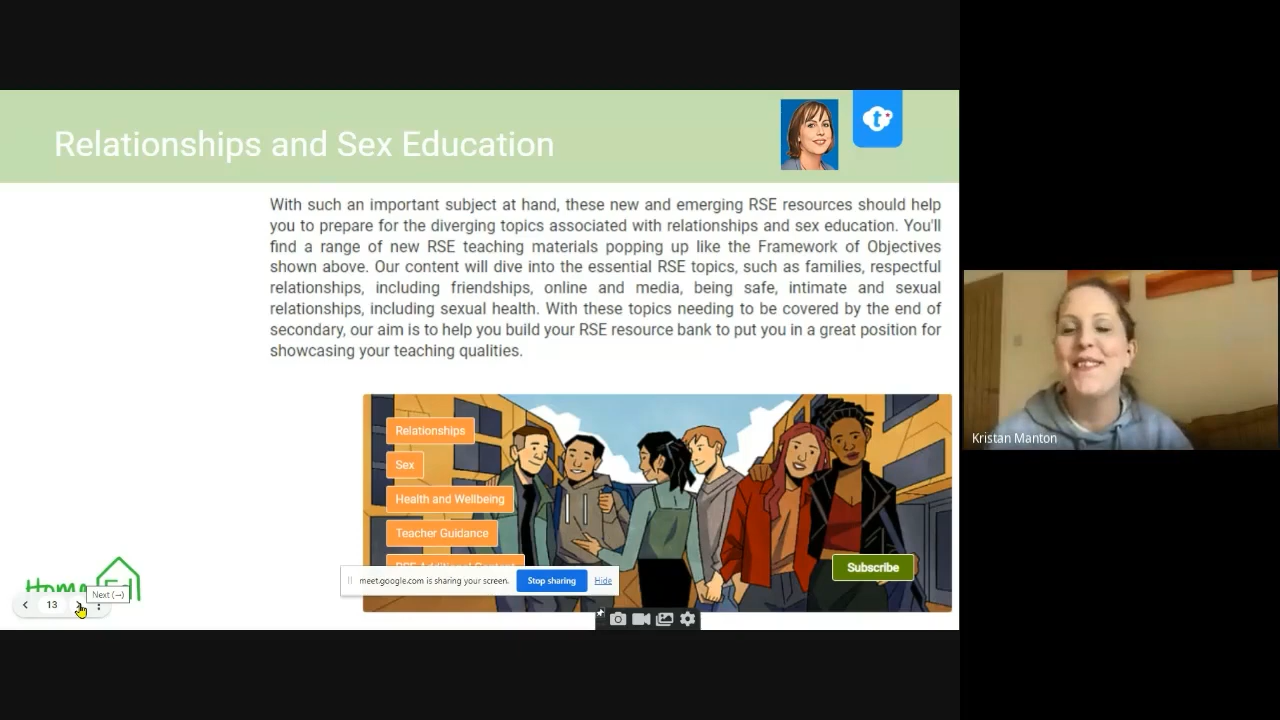 Relationships and Sex Education
t
With such an important subject at hand, these new and emerging RSE resources should help
you to prepare for the diverging topics associated with relationships and sex education. You'll
find a range of new RSE teaching materials popping up like the Framework of Objectives
shown above. Our content will dive into the essential RSE topics, such as families, respectful
relationships, including friendships, online and media, being safe, intimate and sexual
relationships, including sexual health. With these topics needing to be covered by the end of
secondary, our aim is to help you build your RSE resource bank to put you in a great position for
showcasing your teaching qualities.
Relationships
Sex
Health and Wellbeing
Teacher Guidance
RSE Additional Content
Subscribe
meet.google.com is sharing your screen.
Stop sharing
Hide
Home Ed
Next (→)
13
Kristan Manton